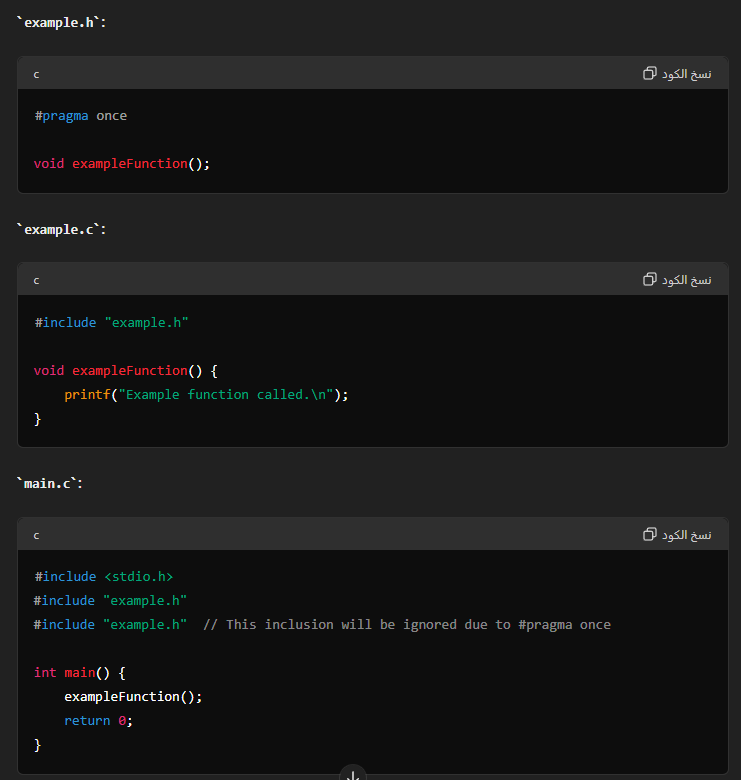 `example.h`:
c
نسخ الكود
#pragma once
void exampleFunction();
`example.c`:
c
نسخ الكود
#include "example.h"
void exampleFunction() {
    printf("Example function called.\n");
}
`main.c`:
c
نسخ الكود
#include <stdio.h>
#include "example.h"
#include "example.h"  // This inclusion will be ignored due to #pragma once
int main() {
    exampleFunction();
    return 0;
}